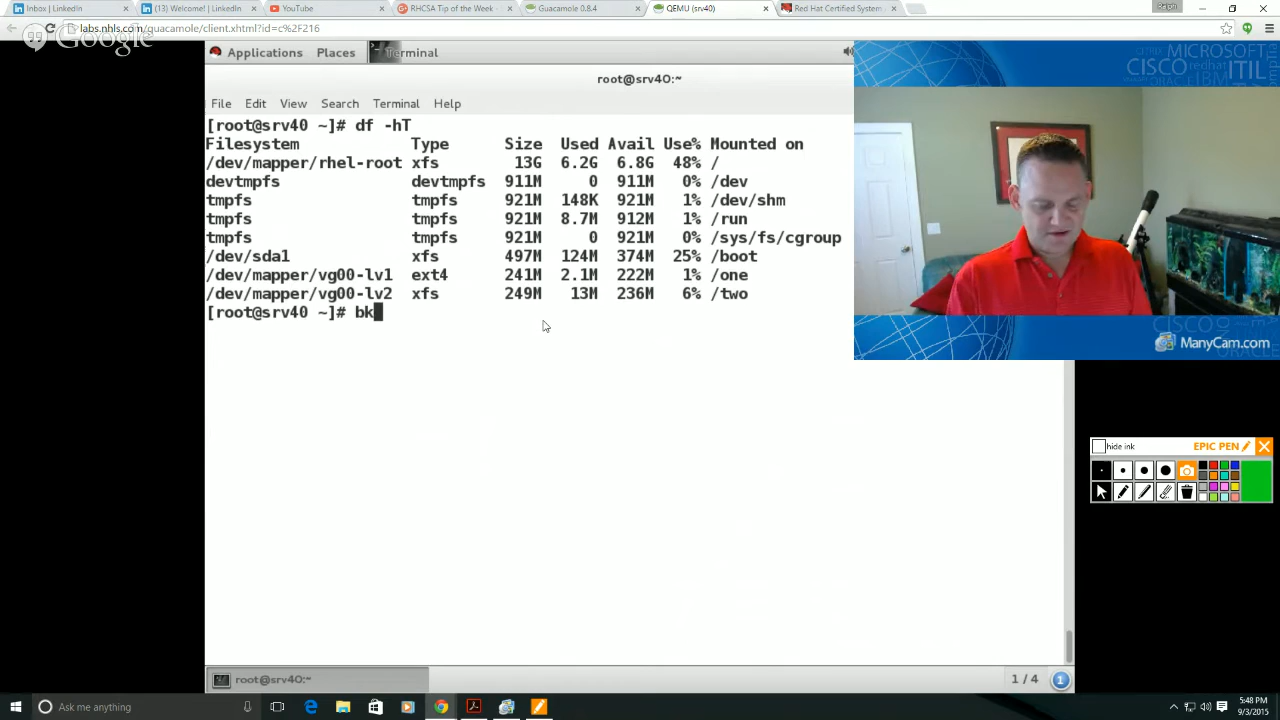 Inbox | LinkedIn
(13) Welcome! | LinkedIn
YouTube
RHCSA Tip of the Week -
Guacamole 0.8.4
QEMU (srv40)
Red Hat Certified System
Ralph
labs.nhls.com/guacamole/client.xhtml?id=c%2F216
Google
Applications Places Terminal
root@srv40:~
File Edit View Search Terminal Help
[root@srv40 ~]# df -hT
Filesystem Type Size Used Avail Use% Mounted on
/dev/mapper/rhel-root xfs 13G 6.2G 6.8G 48% /
devtmpfs devtmpfs 911M 0 911M 0% /dev
tmpfs tmpfs 921M 148K 921M 1% /dev/shm
tmpfs tmpfs 921M 8.7M 912M 1% /run
tmpfs tmpfs 921M 0 921M 0% /sys/fs/cgroup
/dev/sda1 xfs 497M 124M 374M 25% /boot
/dev/mapper/vg00-lv1 ext4 241M 2.1M 222M 1% /one
/dev/mapper/vg00-lv2 xfs 249M 13M 236M 6% /two
[root@srv40 ~]# bk
MICROSOFT
CISCO redhat ITIL
IBM
ManyCam.com
hide ink EPIC PEN
root@srv40:~
1 / 4 1
Ask me anything
5:48 PM
9/3/2015